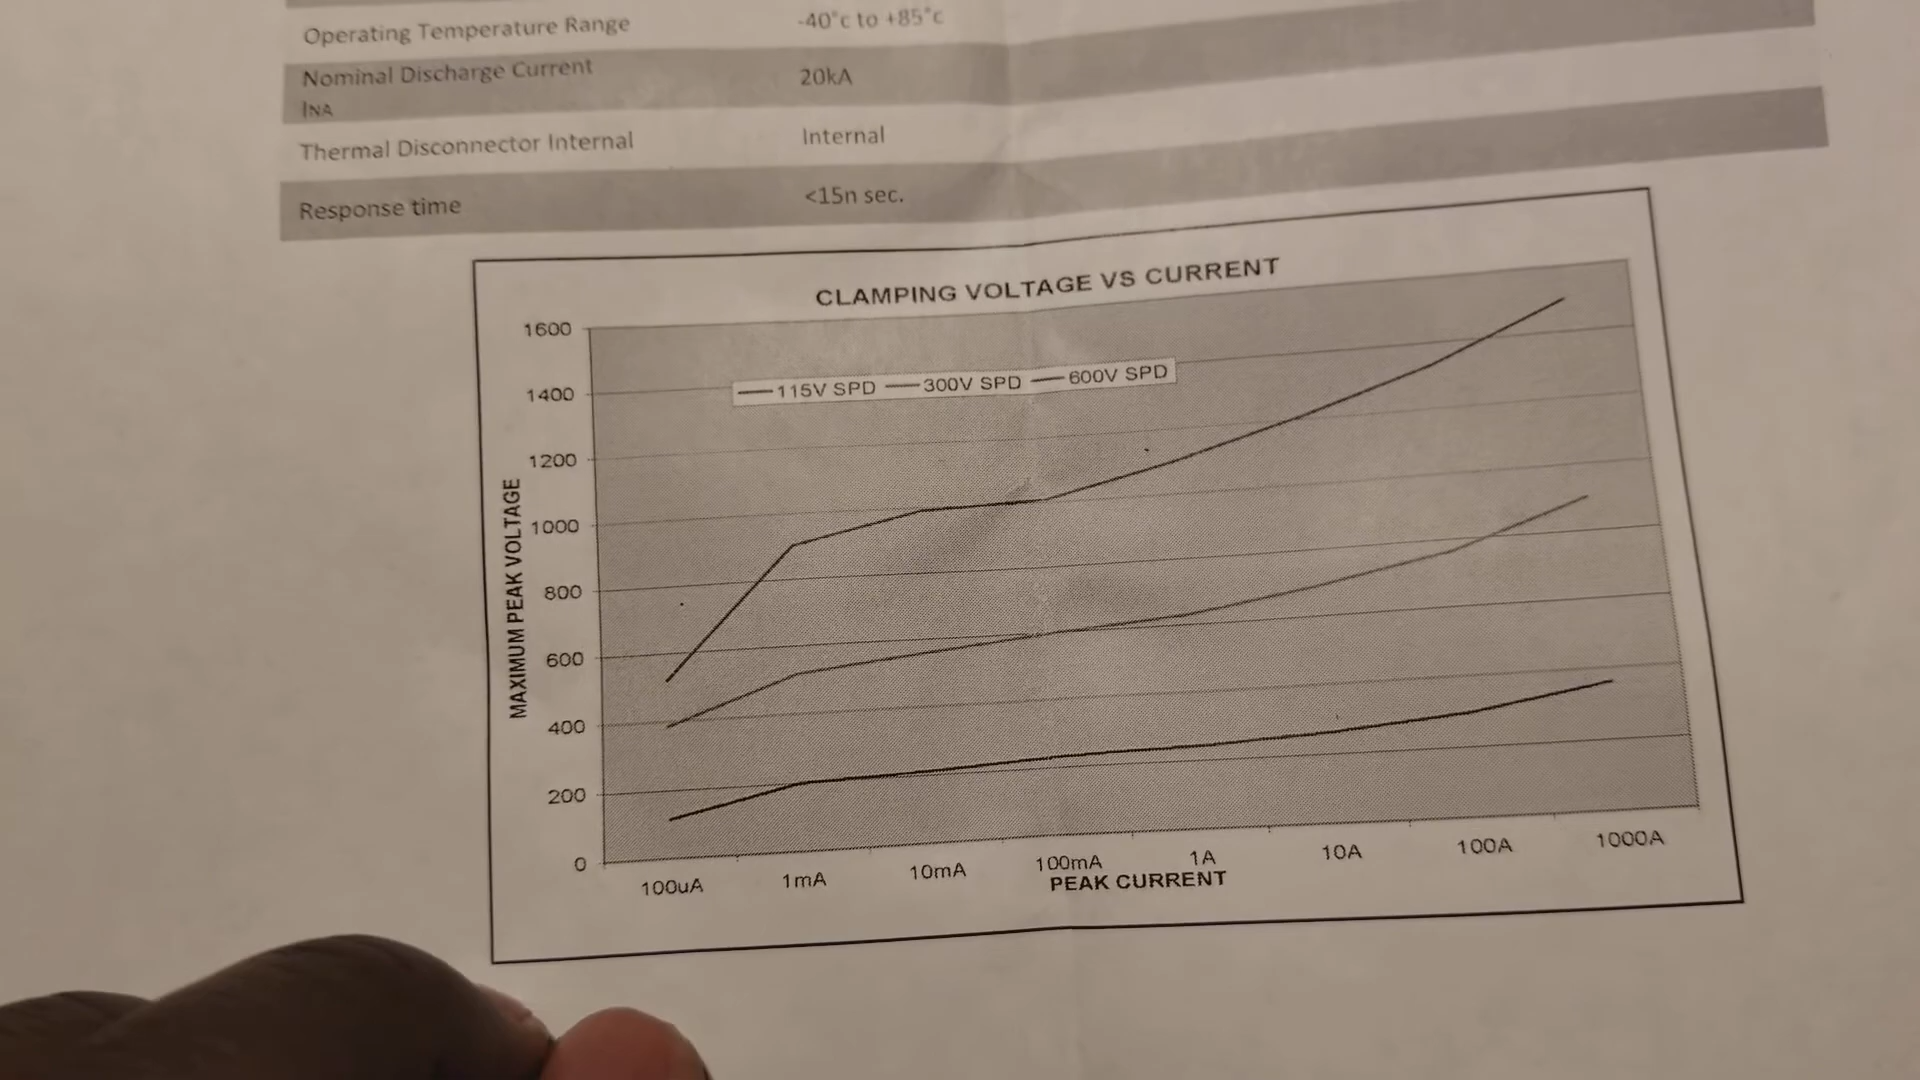 Operating Temperature Range -40°c to +85°c
Nominal Discharge Current 20kA
INA
Thermal Disconnector Internal Internal
Response time <15n sec.
CLAMPING VOLTAGE VS CURRENT
115V SPD 300V SPD 600V SPD
MAXIMUM PEAK VOLTAGE
1600
1400
1200
1000
800
600
400
200
0
100uA 1mA 10mA 100mA 1A 10A 100A 1000A
PEAK CURRENT